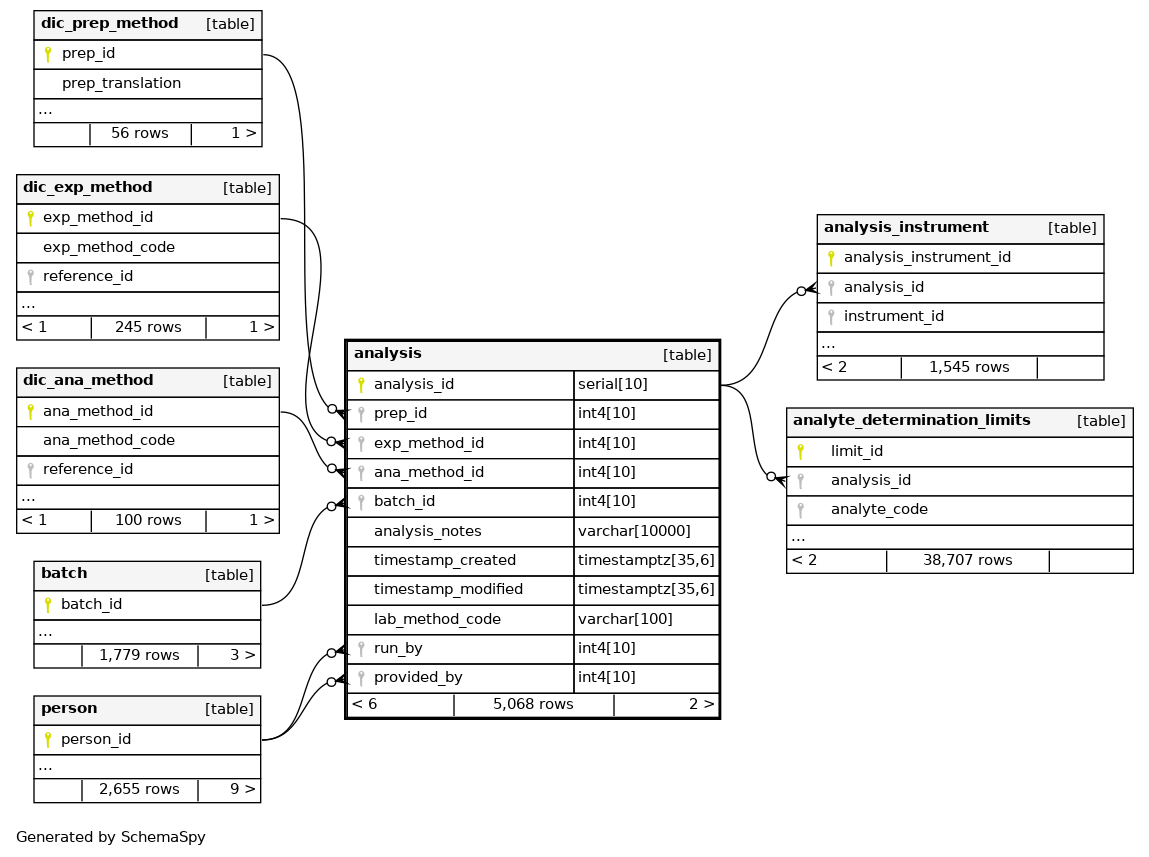 dic_prep_method [table]
prep_id
prep_translation
...
56 rows 1 >
dic_exp_method [table]
exp_method_id
exp_method_code
reference_id
...
< 1 245 rows 1 >
dic_ana_method [table]
ana_method_id
ana_method_code
reference_id
...
< 1 100 rows 1 >
batch [table]
batch_id
...
1,779 rows 3 >
person [table]
person_id
...
2,655 rows 9 >
analysis [table]
analysis_id serial[10]
prep_id int4[10]
exp_method_id int4[10]
ana_method_id int4[10]
batch_id int4[10]
analysis_notes varchar[10000]
timestamp_created timestamptz[35,6]
timestamp_modified timestamptz[35,6]
lab_method_code varchar[100]
run_by int4[10]
provided_by int4[10]
< 6 5,068 rows 2 >
analysis_instrument [table]
analysis_instrument_id
analysis_id
instrument_id
...
< 2 1,545 rows
analyte_determination_limits [table]
limit_id
analysis_id
analyte_code
...
< 2 38,707 rows
Generated by SchemaSpy